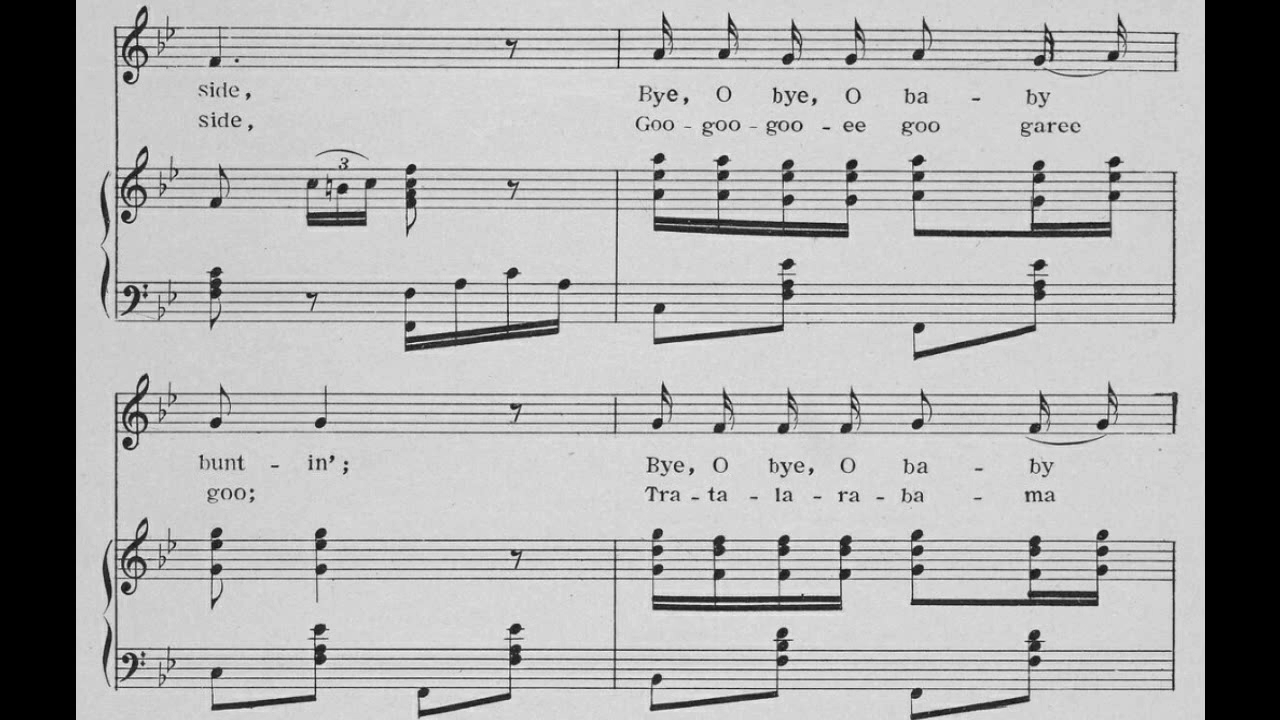 side,
Bye, O bye, O ba - by
side,
Goo - goo - goo - ee goo garee
3
bunt - in’;
Bye, O bye, O ba - by
goo;
Tra - ta - la - ra - ba - ma